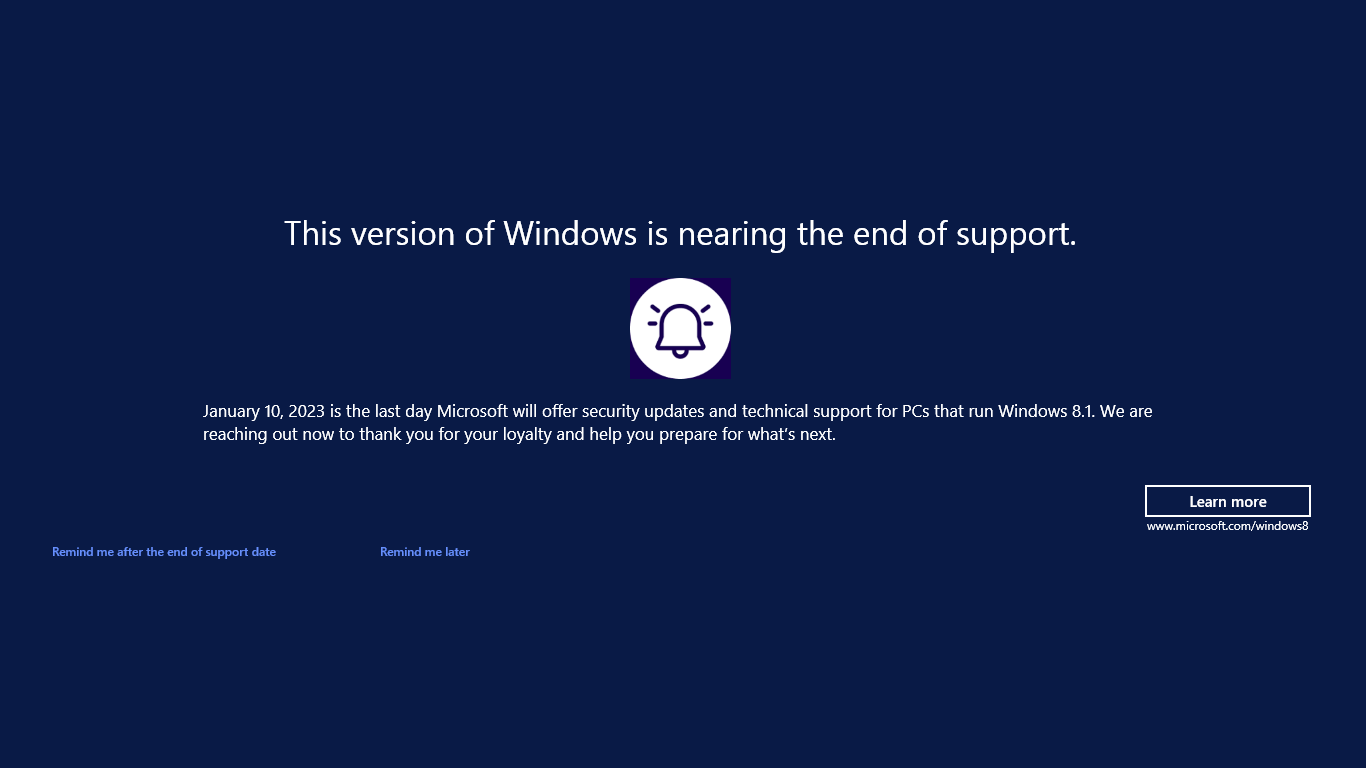 This version of Windows is nearing the end of support.
January 10, 2023 is the last day Microsoft will offer security updates and technical support for PCs that run Windows 8.1. We are
reaching out now to thank you for your loyalty and help you prepare for what’s next.
Learn more
www.microsoft.com/windows8
Remind me after the end of support date
Remind me later